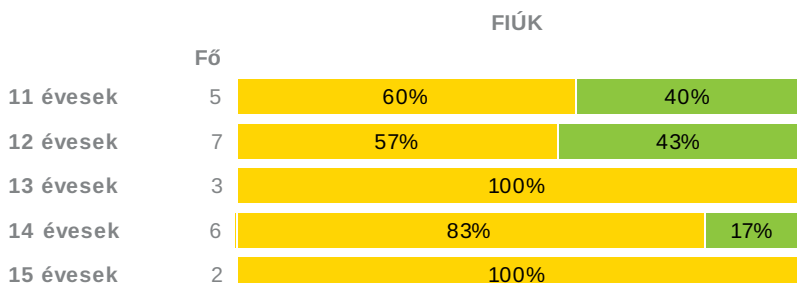 FIÚK
Fő
11 évesek 5 60% 40%
12 évesek 7 57% 43%
13 évesek 3 100%
14 évesek 6 83% 17%
15 évesek 2 100%